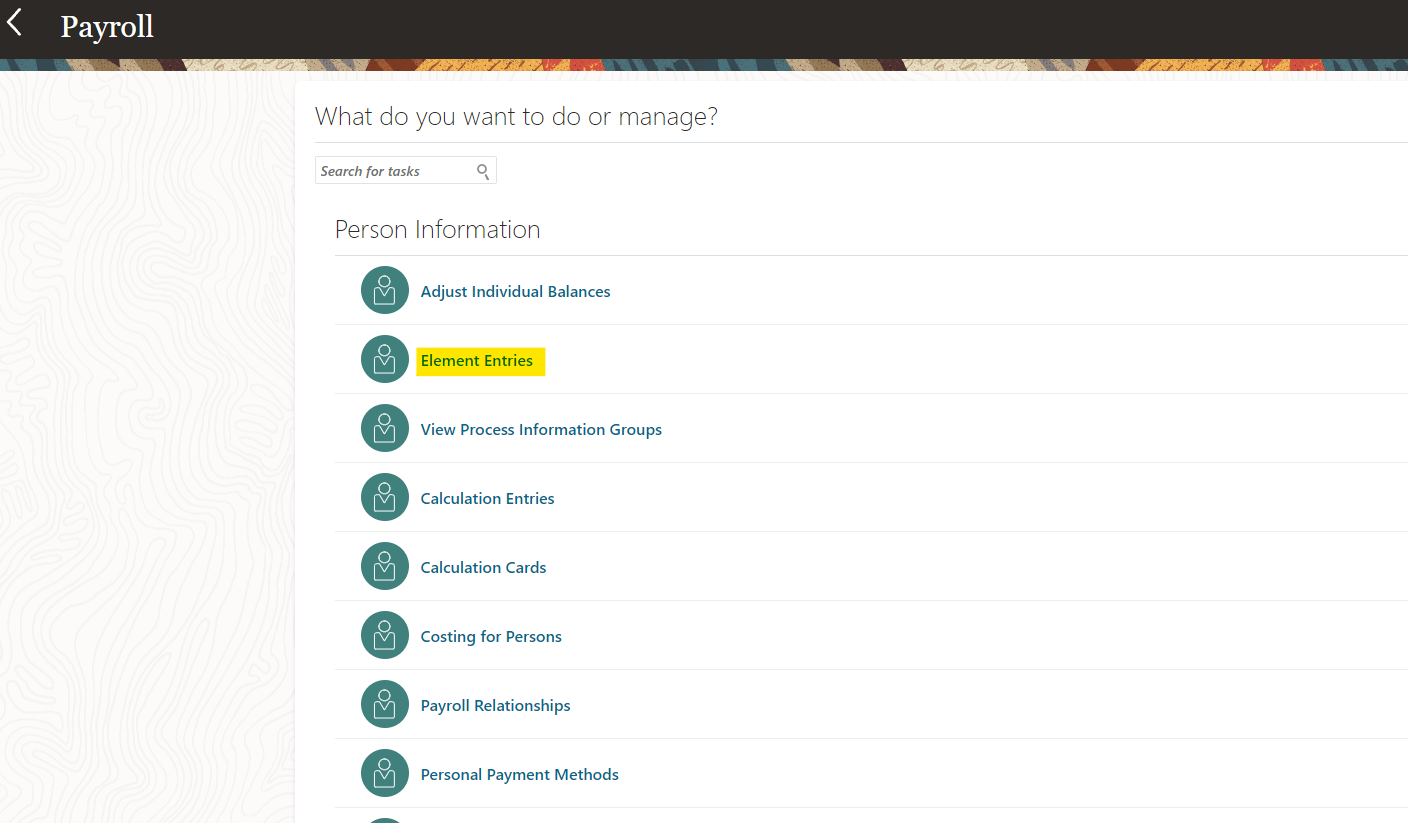 Payroll
What do you want to do or manage?
Search for tasks
Person Information
Adjust Individual Balances
Element Entries
View Process Information Groups
Calculation Entries
Calculation Cards
Costing for Persons
Payroll Relationships
Personal Payment Methods